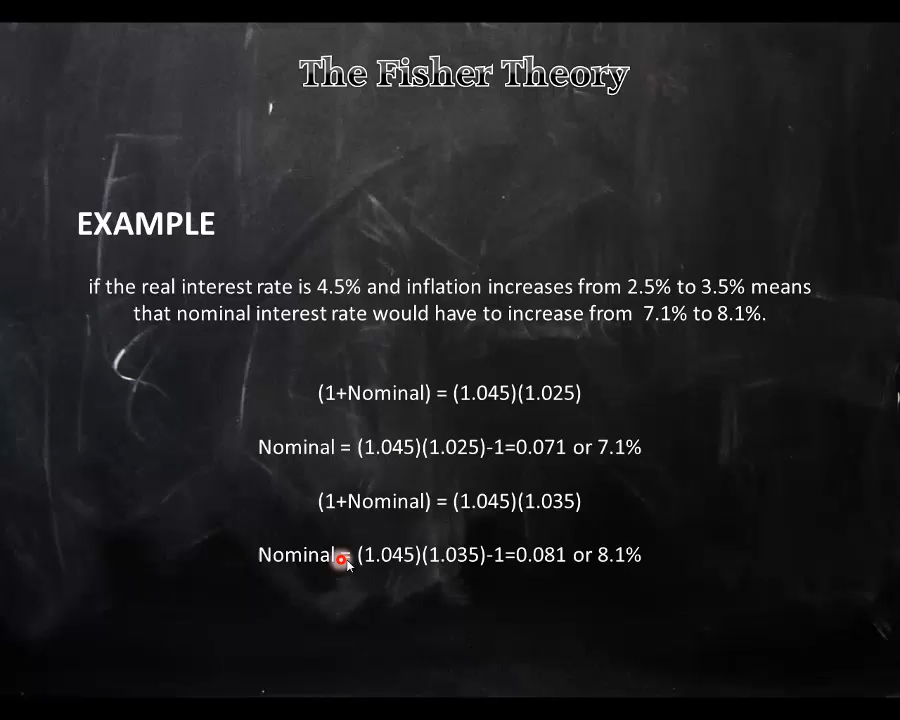 The Fisher Theory
EXAMPLE
if the real interest rate is 4.5% and inflation increases from 2.5% to 3.5% means
that nominal interest rate would have to increase from 7.1% to 8.1%.
(1+Nominal) = (1.045)(1.025)
Nominal = (1.045)(1.025)-1=0.071 or 7.1%
(1+Nominal) = (1.045)(1.035)
Nominal = (1.045)(1.035)-1=0.081 or 8.1%